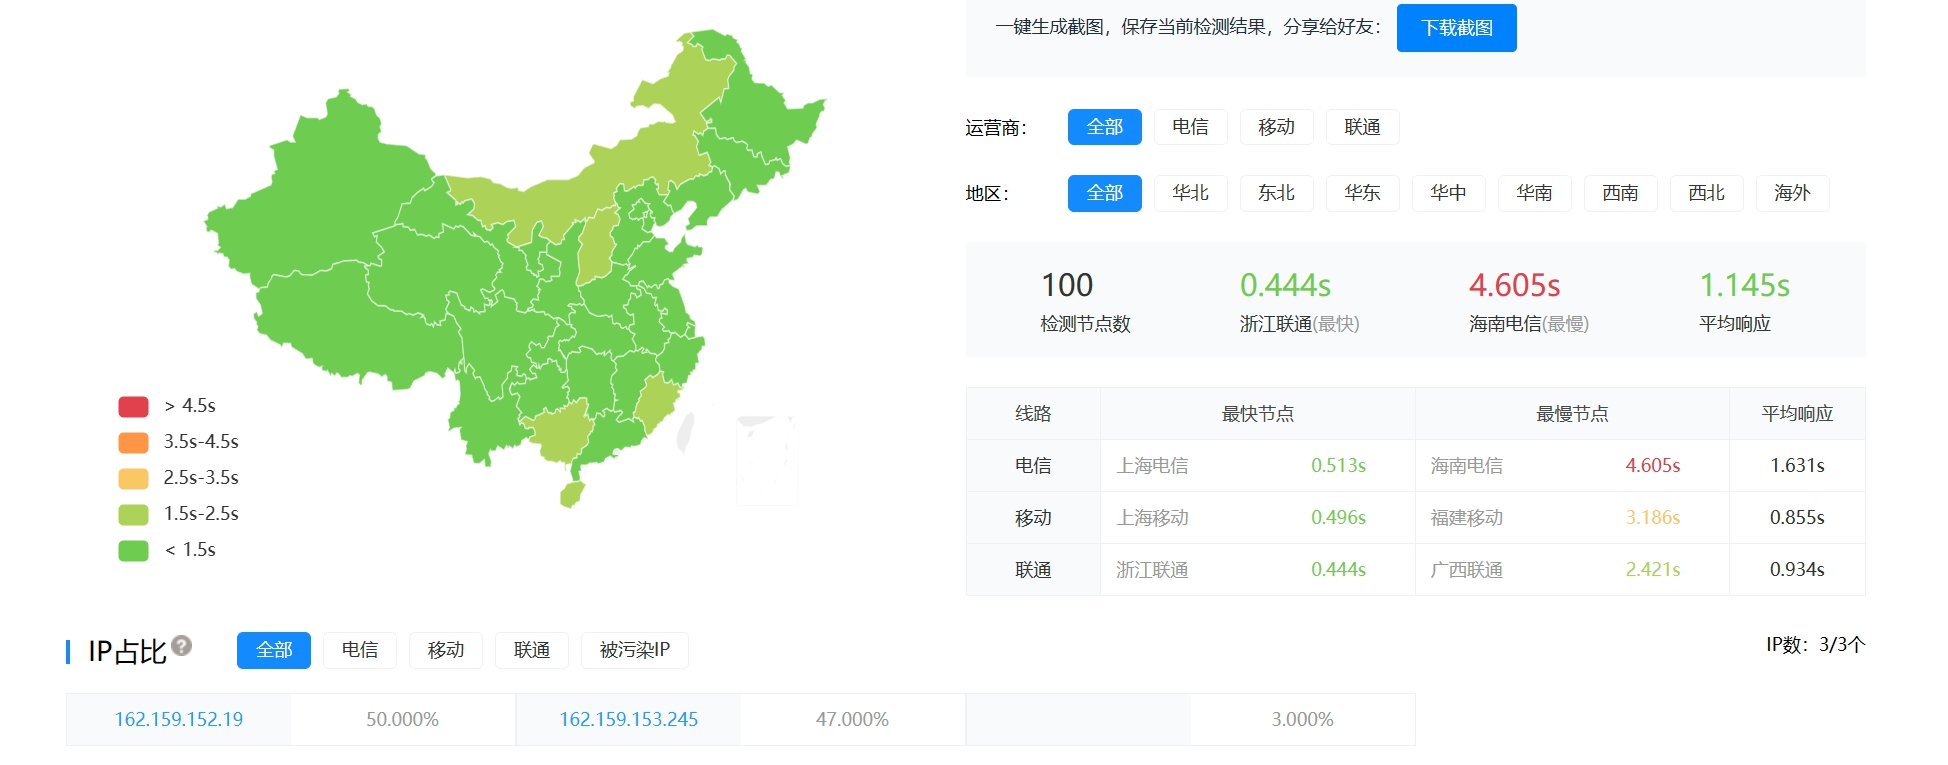 一键生成截图，保存当前检测结果，分享给好友： 下载截图
运营商： 全部 电信 移动 联通
地区： 全部 华北 东北 华东 华中 华南 西南 西北 海外
100 0.444s 4.605s 1.145s
检测节点数 浙江联通(最快) 海南电信(最慢) 平均响应
> 4.5s
3.5s-4.5s
2.5s-3.5s
1.5s-2.5s
< 1.5s
线路 最快节点 最慢节点 平均响应
电信 上海电信 0.513s 海南电信 4.605s 1.631s
移动 上海移动 0.496s 福建移动 3.186s 0.855s
联通 浙江联通 0.444s 广西联通 2.421s 0.934s
IP占比 ? 全部 电信 移动 联通 被污染IP IP数：3/3个
162.159.152.19 50.000% 162.159.153.245 47.000% 3.000%